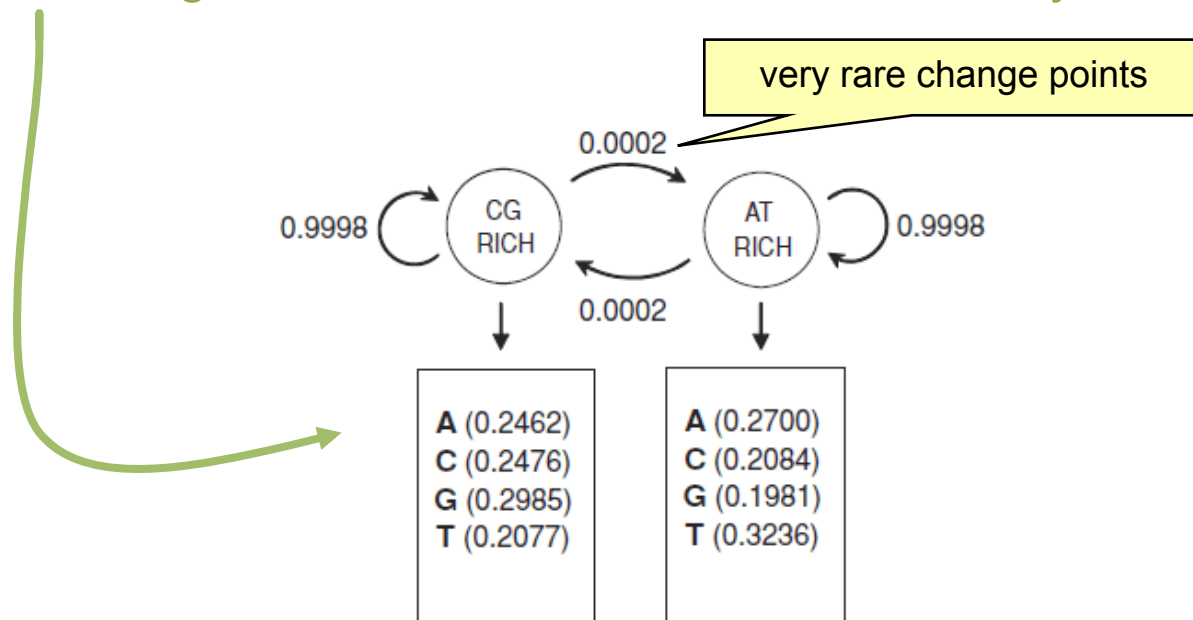 very rare change points
0.0002
0.9998
CG
RICH
AT
RICH
0.9998
0.0002
A (0.2462)
C (0.2476)
G (0.2985)
T (0.2077)
A (0.2700)
C (0.2084)
G (0.1981)
T (0.3236)